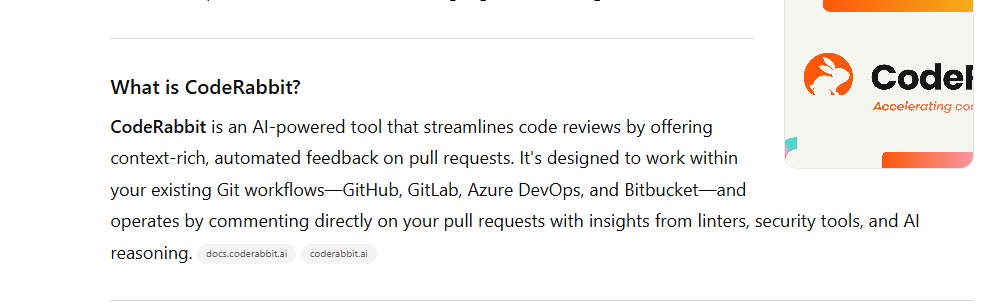 What is CodeRabbit?
CodeRabbit is an AI-powered tool that streamlines code reviews by offering
context-rich, automated feedback on pull requests. It's designed to work within
your existing Git workflows—GitHub, GitLab, Azure DevOps, and Bitbucket—and
operates by commenting directly on your pull requests with insights from linters, security tools, and AI
reasoning. docs.coderabbit.ai coderabbit.ai
CodeR
Accelerating co